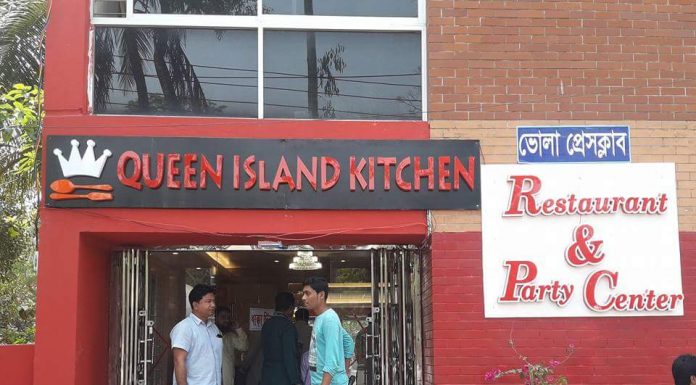 QUEEN ISLAND KITCHEN
ভোলা প্রেসক্লাব
Restaurant
&
Party Center